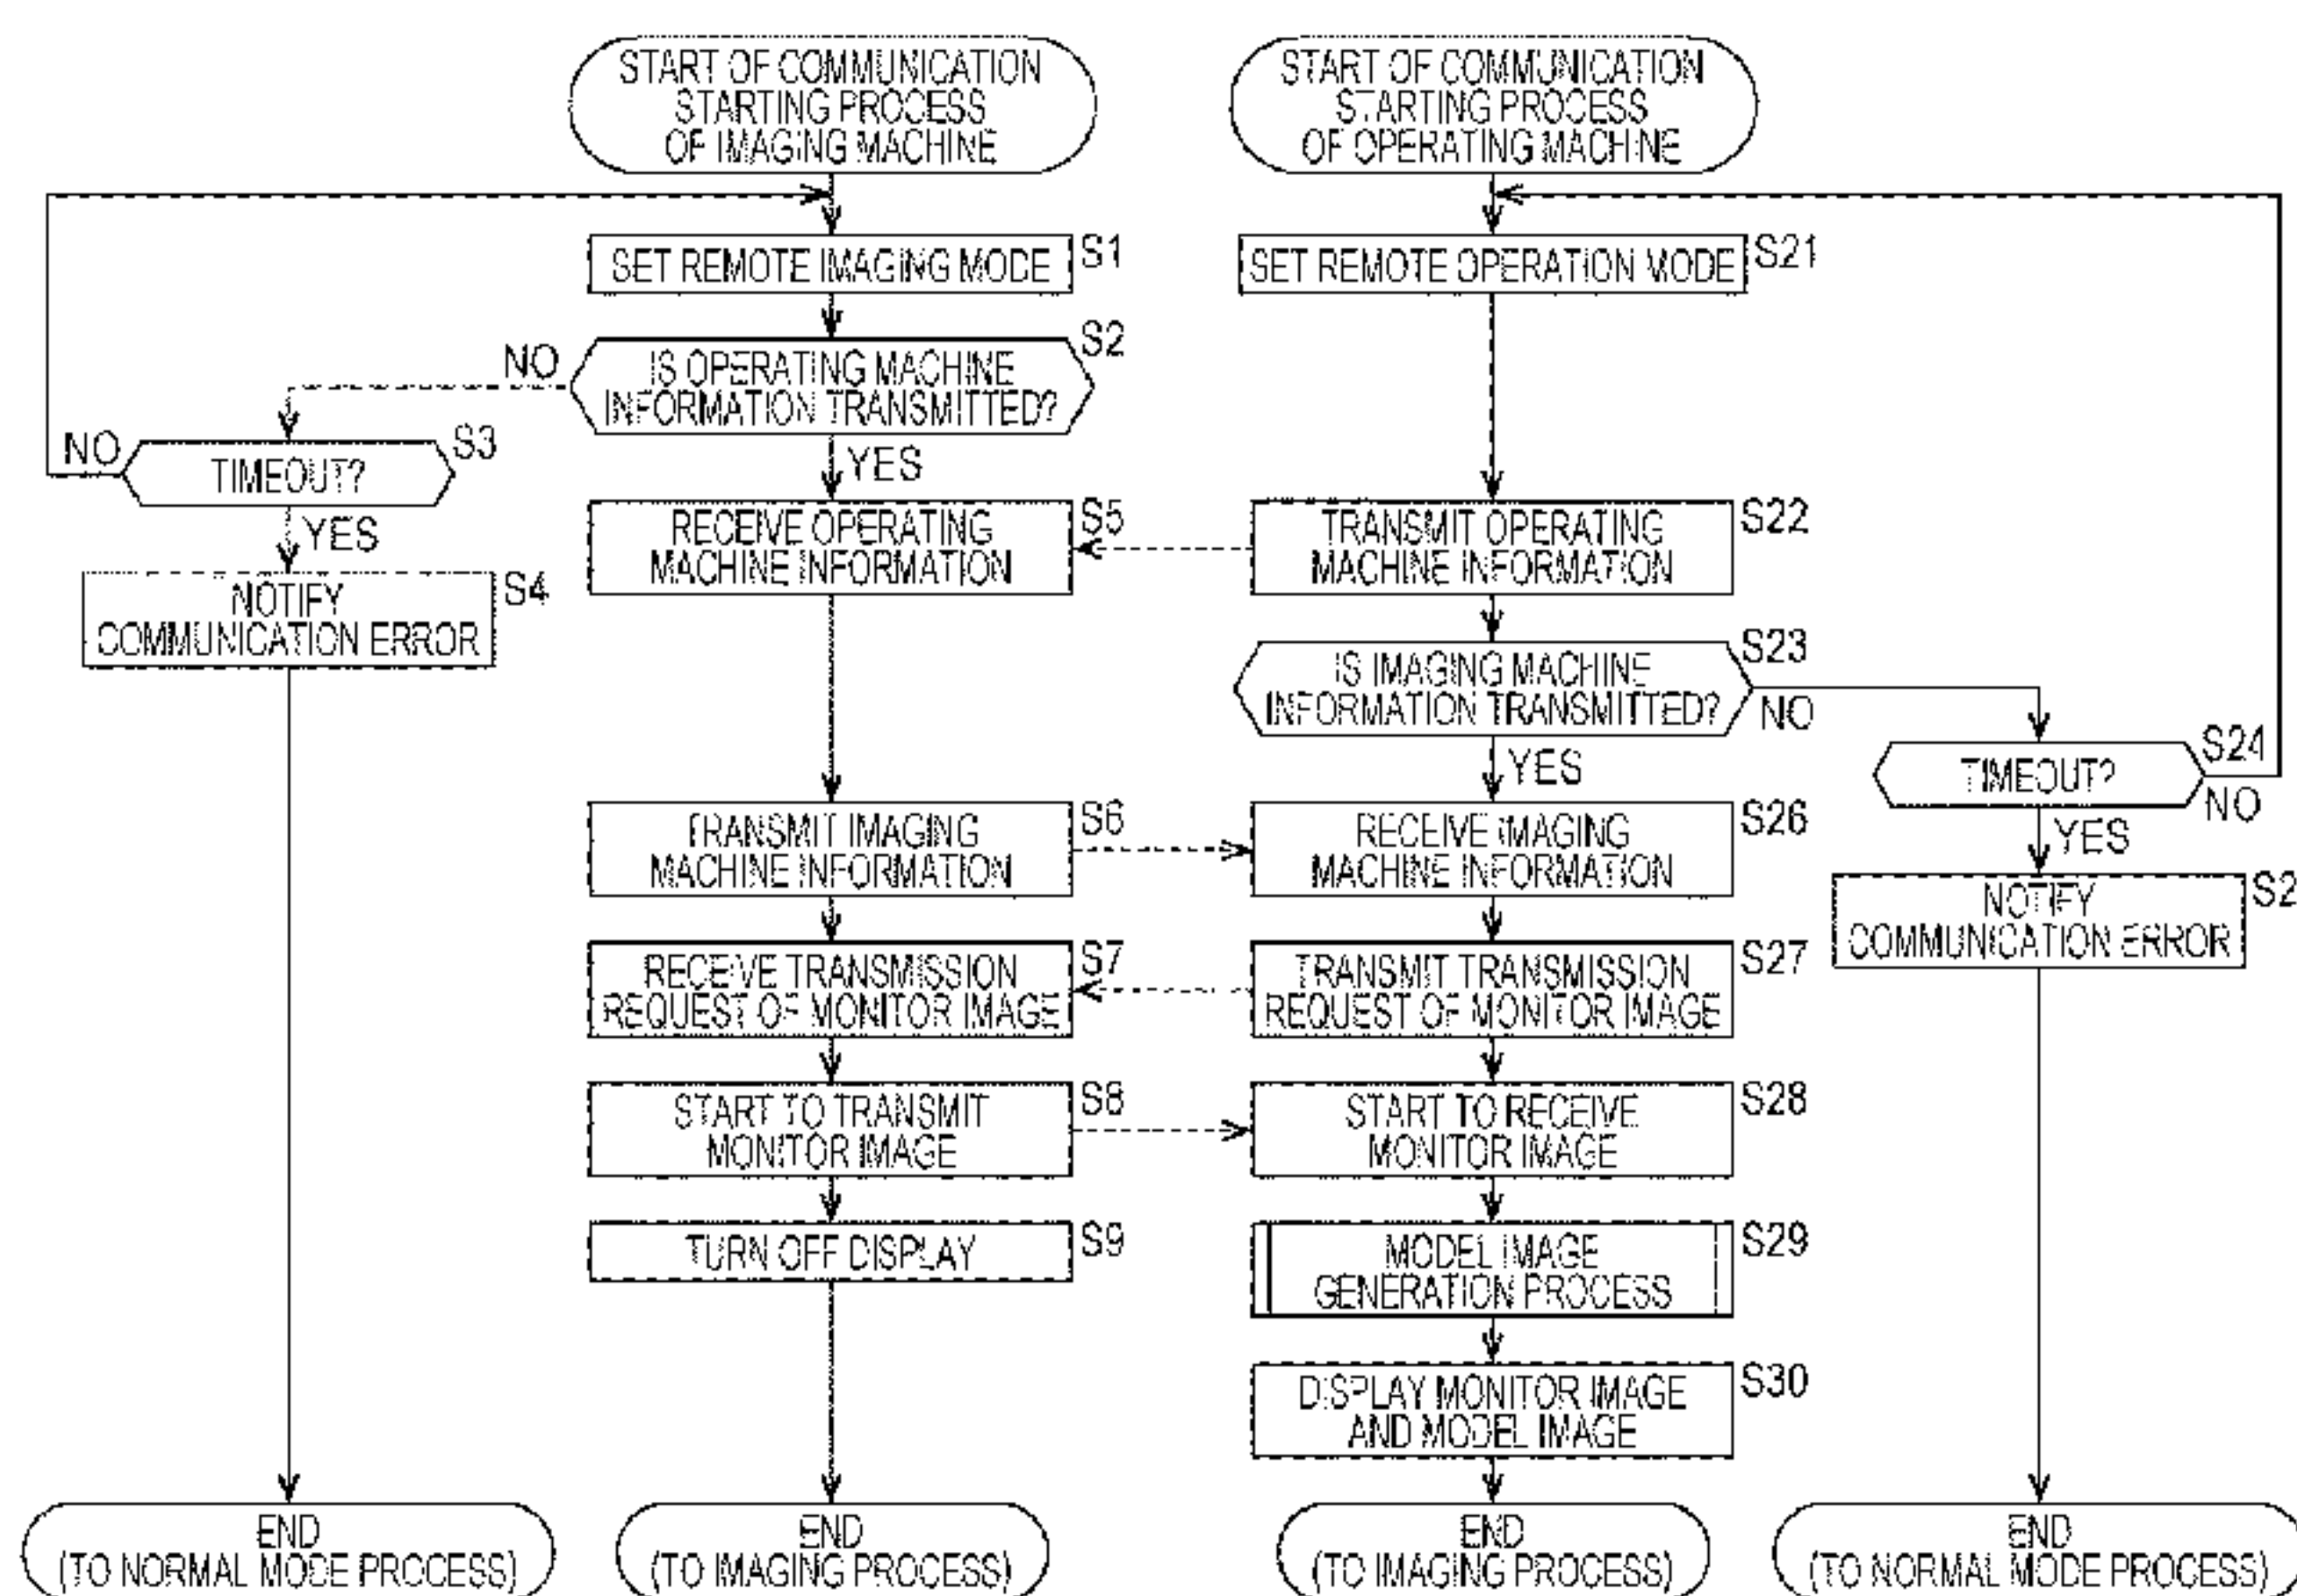 START OF COMMUNICATION
STARTING PROCESS
OF IMAGING MACHINE
START OF COMMUNICATION
STARTING PROCESS
OF OPERATING MACHINE
SET REMOTE IMAGING MODE
S1
SET REMOTE OPERATION MODE
S21
IS OPERATING MACHINE
INFORMATION TRANSMITTED?
S2
NO
YES
TIMEOUT?
S3
NO
YES
NOTIFY
COMMUNICATION ERROR
S4
RECEIVE OPERATING
MACHINE INFORMATION
S5
TRANSMIT OPERATING
MACHINE INFORMATION
S22
IS IMAGING MACHINE
INFORMATION TRANSMITTED?
S23
NO
YES
TIMEOUT?
S24
NO
YES
TRANSMIT IMAGING
MACHINE INFORMATION
S6
RECEIVE IMAGING
MACHINE INFORMATION
S26
NOTIFY
COMMUNICATION ERROR
S2
RECEIVE TRANSMISSION
REQUEST OF MONITOR IMAGE
S7
TRANSMIT TRANSMISSION
REQUEST OF MONITOR IMAGE
S27
START TO TRANSMIT
MONITOR IMAGE
S8
START TO RECEIVE
MONITOR IMAGE
S28
TURN OFF DISPLAY
S9
MODEL IMAGE
GENERATION PROCESS
S29
DISPLAY MONITOR IMAGE
AND MODEL IMAGE
S30
END
(TO NORMAL MODE PROCESS)
END
(TO IMAGING PROCESS)
END
(TO IMAGING PROCESS)
END
(TO NORMAL MODE PROCESS)